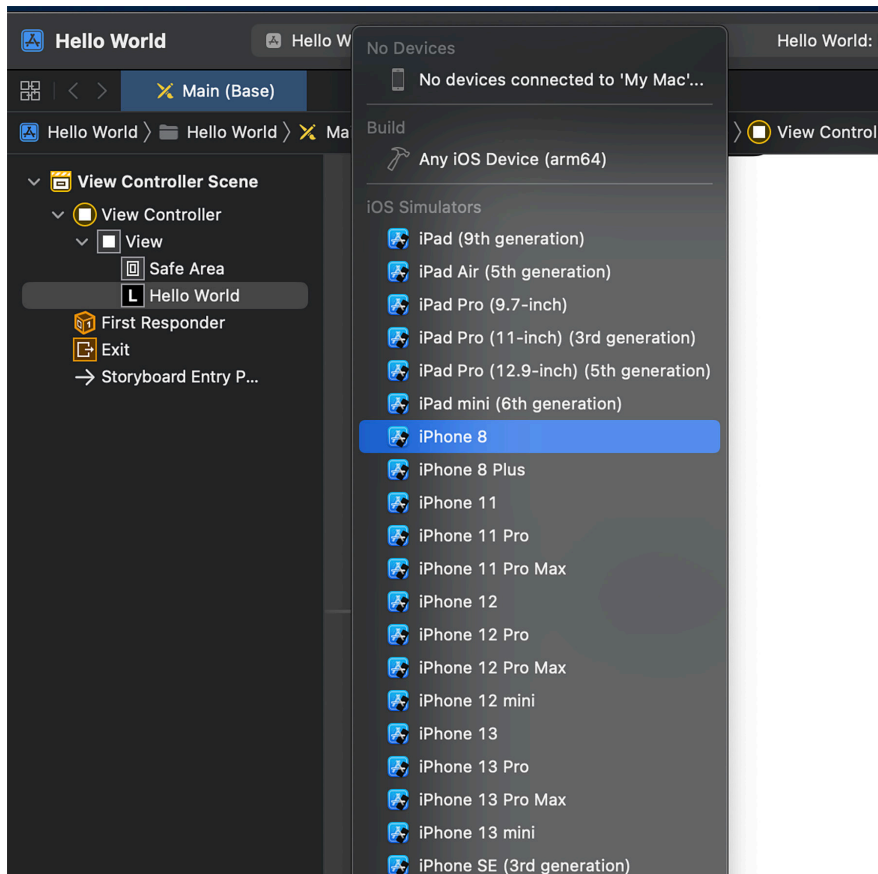 Hello World
Hello W
Hello World:
Main (Base)
Hello World
Hello World
Ma
View Control
View Controller Scene
View Controller
View
Safe Area
L Hello World
First Responder
Exit
Storyboard Entry P...
No Devices
No devices connected to 'My Mac'...
Build
Any iOS Device (arm64)
iOS Simulators
iPad (9th generation)
iPad Air (5th generation)
iPad Pro (9.7-inch)
iPad Pro (11-inch) (3rd generation)
iPad Pro (12.9-inch) (5th generation)
iPad mini (6th generation)
iPhone 8
iPhone 8 Plus
iPhone 11
iPhone 11 Pro
iPhone 11 Pro Max
iPhone 12
iPhone 12 Pro
iPhone 12 Pro Max
iPhone 12 mini
iPhone 13
iPhone 13 Pro
iPhone 13 Pro Max
iPhone 13 mini
iPhone SE (3rd generation)